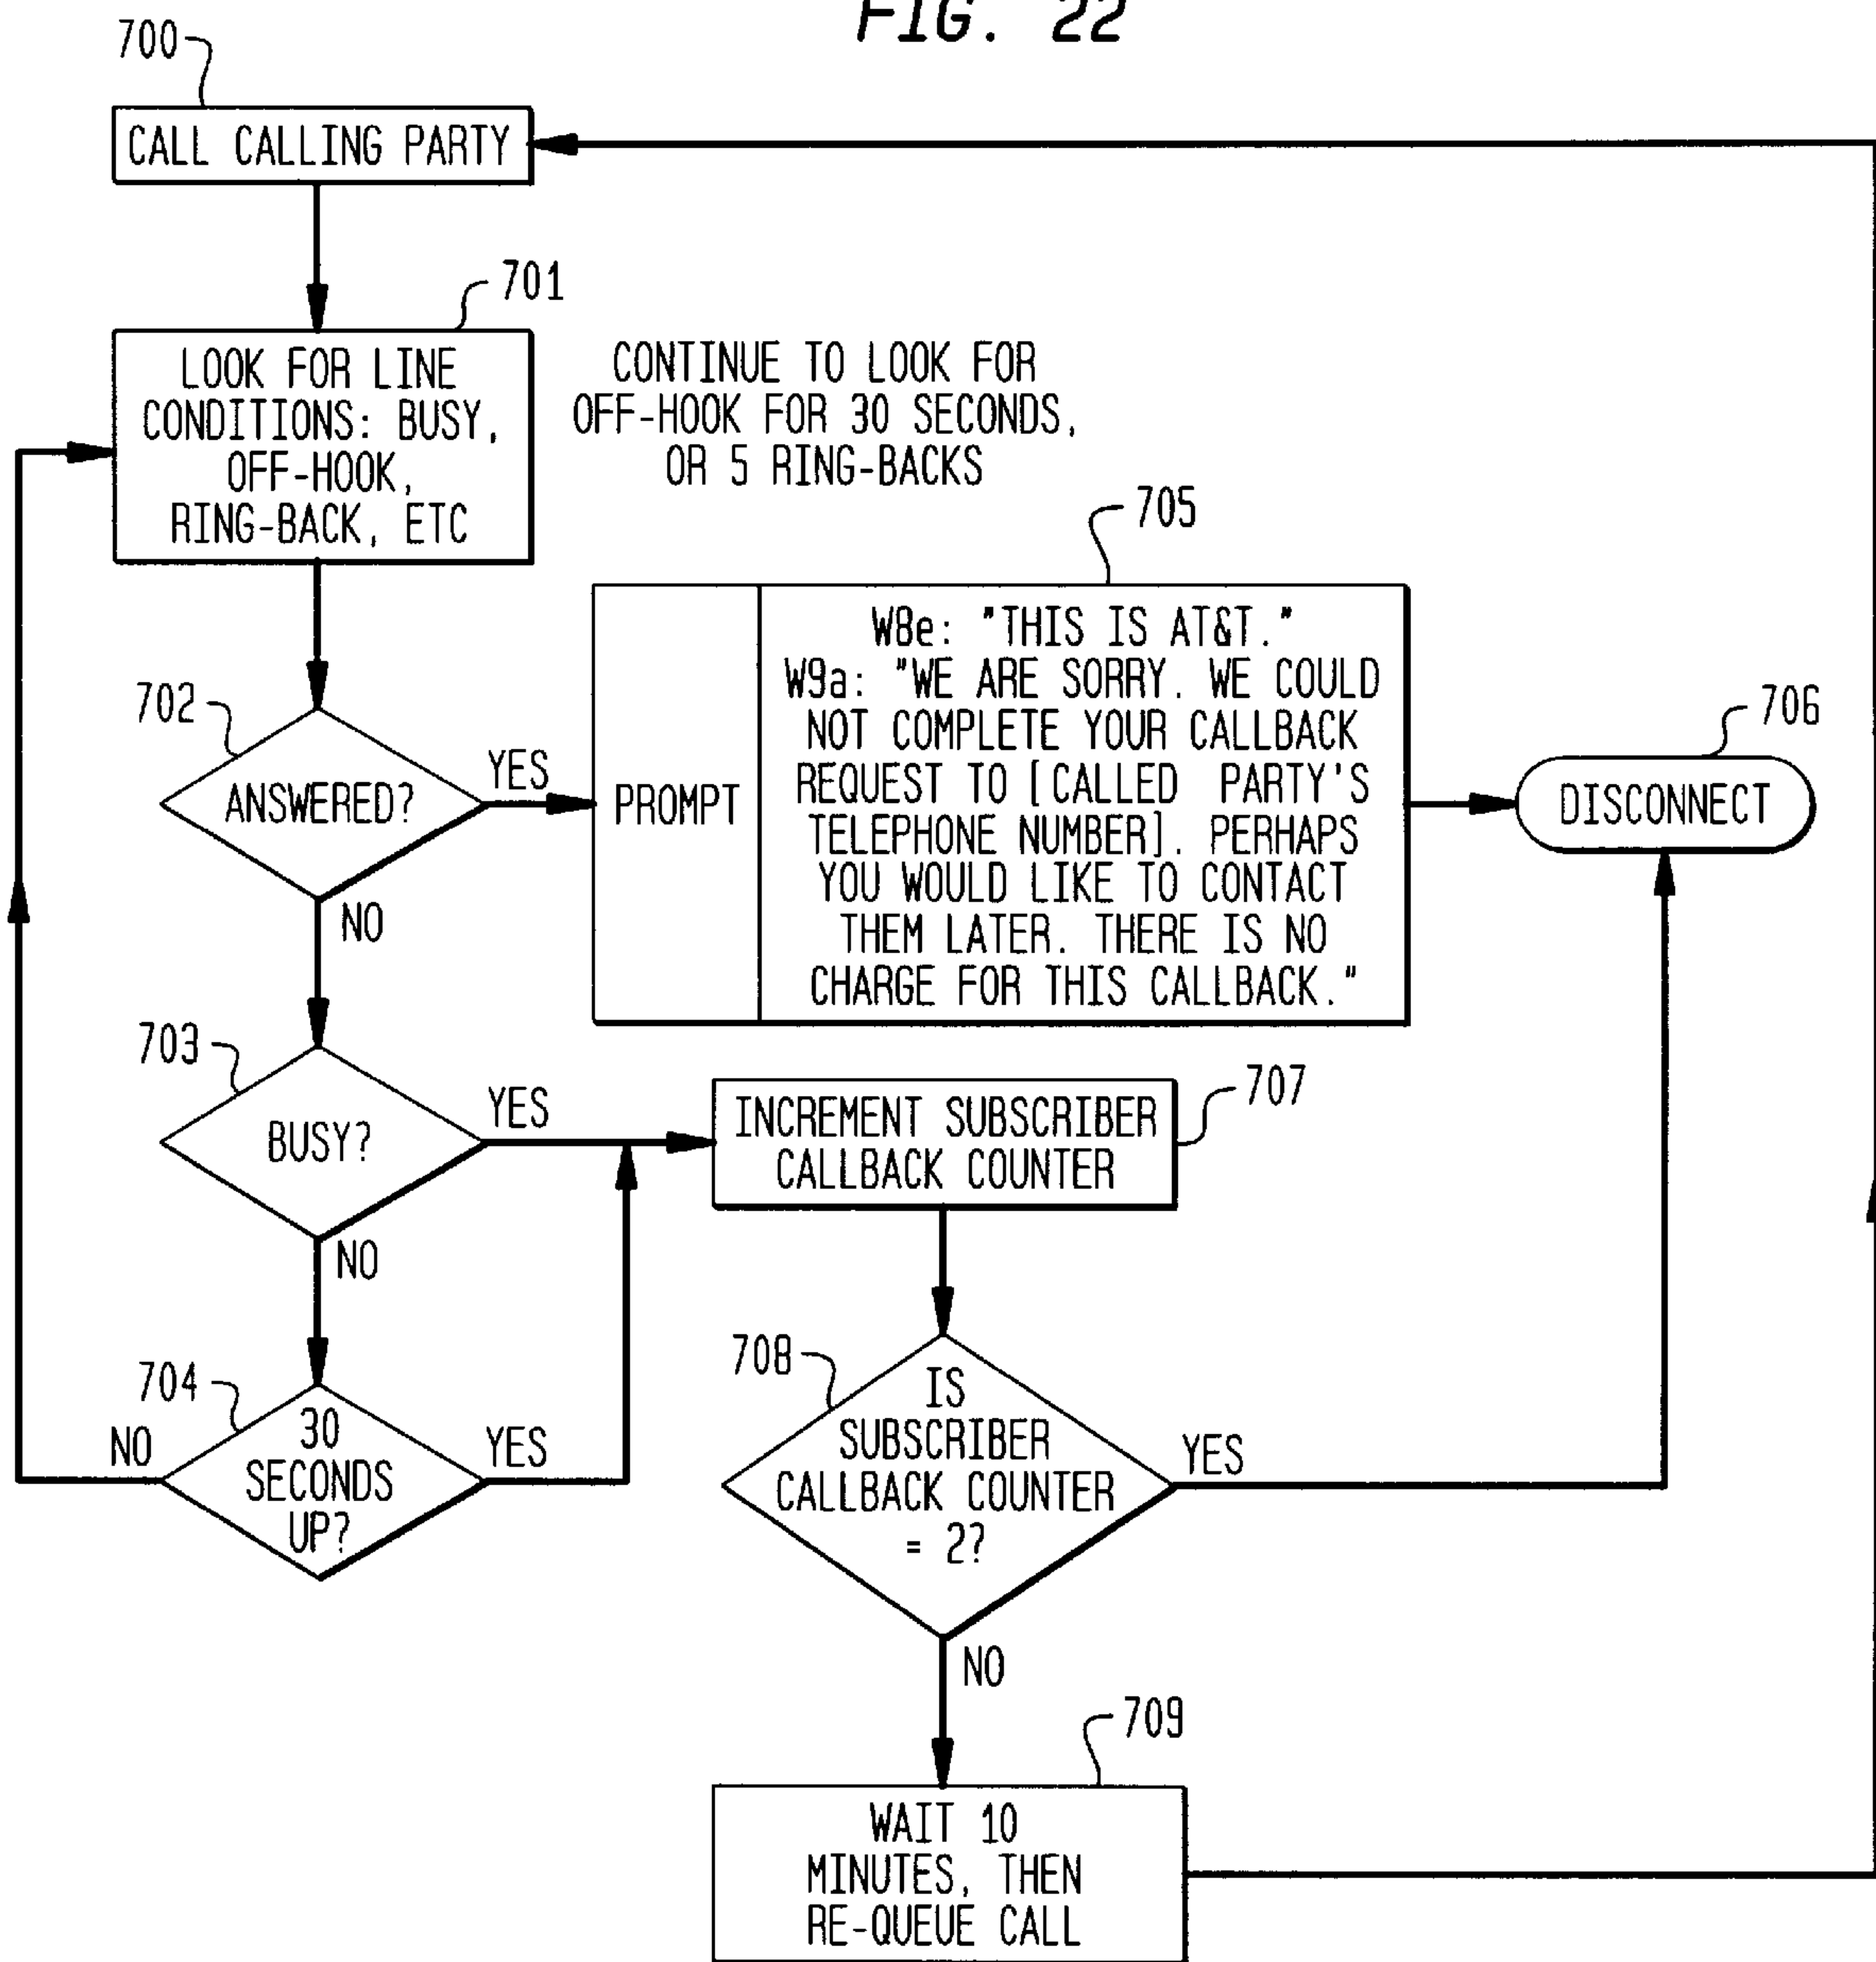 FIG. 22
700
CALL CALLING PARTY
701
LOOK FOR LINE
CONDITIONS: BUSY,
OFF-HOOK,
RING-BACK, ETC
CONTINUE TO LOOK FOR
OFF-HOOK FOR 30 SECONDS,
OR 5 RING-BACKS
702
ANSWERED?
YES
NO
705
PROMPT
W8e: "THIS IS AT&T."
W9a: "WE ARE SORRY. WE COULD
NOT COMPLETE YOUR CALLBACK
REQUEST TO [CALLED PARTY'S
TELEPHONE NUMBER]. PERHAPS
YOU WOULD LIKE TO CONTACT
THEM LATER. THERE IS NO
CHARGE FOR THIS CALLBACK."
706
DISCONNECT
703
BUSY?
YES
NO
707
INCREMENT SUBSCRIBER
CALLBACK COUNTER
704
30
SECONDS
UP?
NO
YES
708
IS
SUBSCRIBER
CALLBACK COUNTER
= 2?
YES
NO
709
WAIT 10
MINUTES, THEN
RE-QUEUE CALL